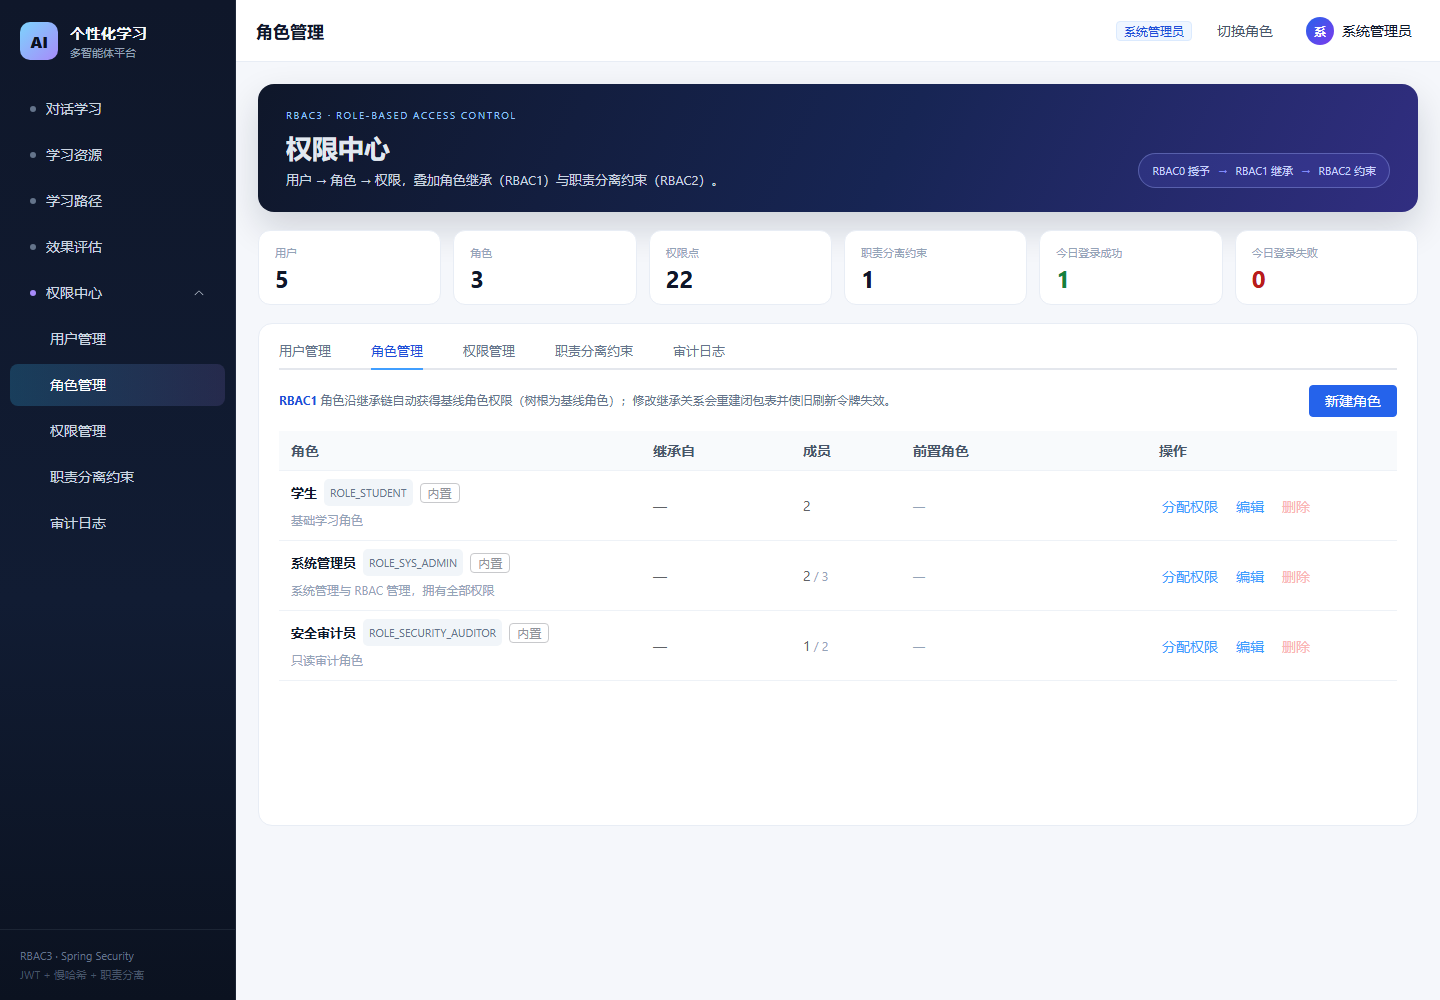 AI
个性化学习
多智能体平台
对话学习
学习资源
学习路径
效果评估
权限中心
用户管理
角色管理
权限管理
职责分离约束
审计日志
RBAC3 · Spring Security
JWT + 慢哈希 + 职责分离
角色管理
系统管理员
切换角色
系
系统管理员
RBAC3 · ROLE-BASED ACCESS CONTROL
权限中心
用户 → 角色 → 权限，叠加角色继承（RBAC1）与职责分离约束（RBAC2）。
RBAC0 授予 → RBAC1 继承 → RBAC2 约束
用户
5
角色
3
权限点
22
职责分离约束
1
今日登录成功
1
今日登录失败
0
用户管理 角色管理 权限管理 职责分离约束 审计日志
RBAC1 角色沿继承链自动获得基线角色权限（树根为基线角色）；修改继承关系会重建闭包表并使旧刷新令牌失效。
新建角色
角色 继承自 成员 前置角色 操作
学生 ROLE_STUDENT 内置
基础学习角色
— 2 — 分配权限 编辑 删除
系统管理员 ROLE_SYS_ADMIN 内置
系统管理与 RBAC 管理，拥有全部权限
— 2 / 3 — 分配权限 编辑 删除
安全审计员 ROLE_SECURITY_AUDITOR 内置
只读审计角色
— 1 / 2 — 分配权限 编辑 删除